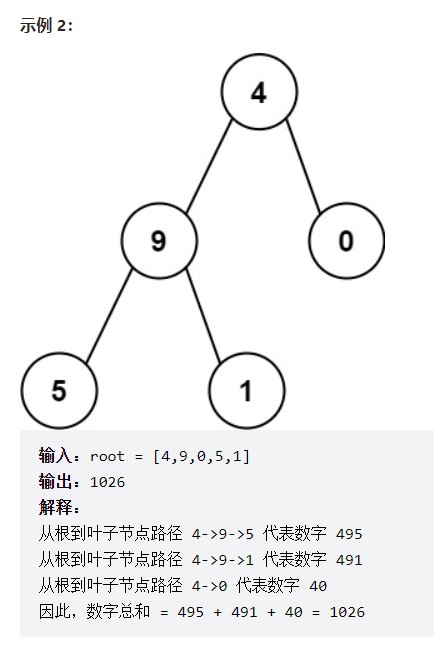 示例 2：
4
9 0
5 1
输入：root = [4,9,0,5,1]
输出：1026
解释：
从根到叶子节点路径 4->9->5 代表数字 495
从根到叶子节点路径 4->9->1 代表数字 491
从根到叶子节点路径 4->0 代表数字 40
因此，数字总和 = 495 + 491 + 40 = 1026